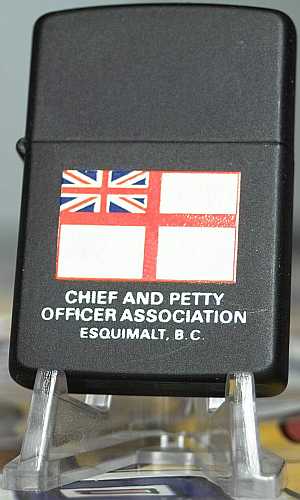 CHIEF AND PETTY
OFFICER ASSOCIATION
ESQUIMALT, B.C.